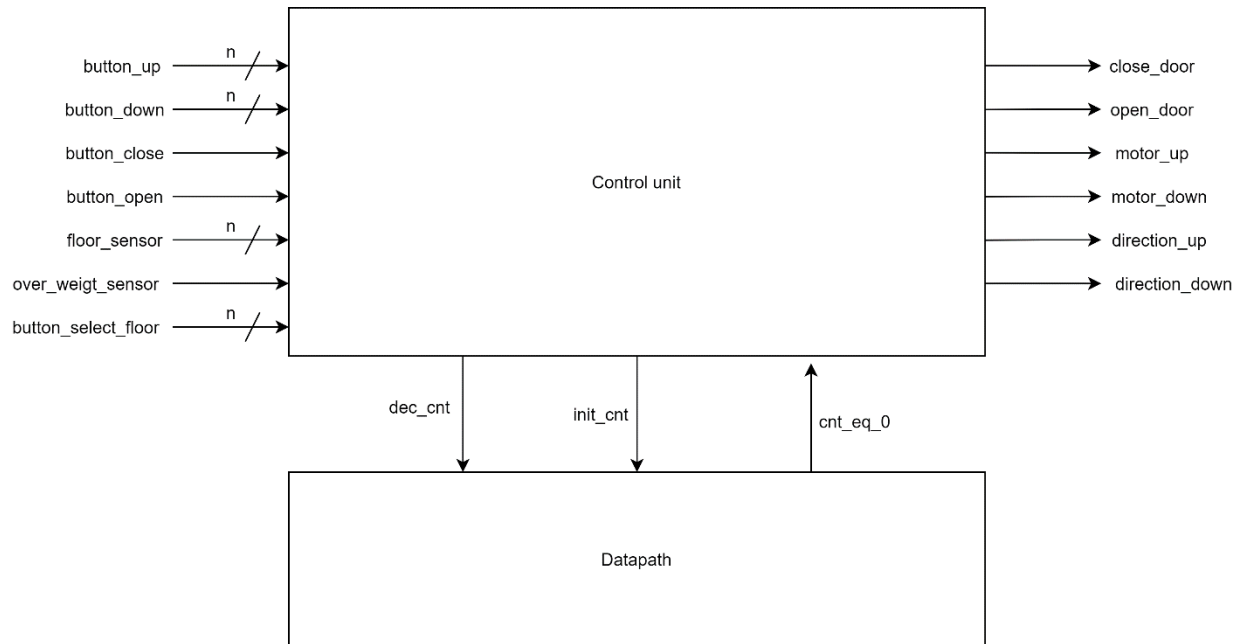 n
button_up
close_door
n
button_down
open_door
button_close
motor_up
Control unit
button_open
motor_down
n
floor_sensor
direction_up
over_weigt_sensor
direction_down
n
button_select_floor
dec_cnt
init_cnt
cnt_eq_0
Datapath